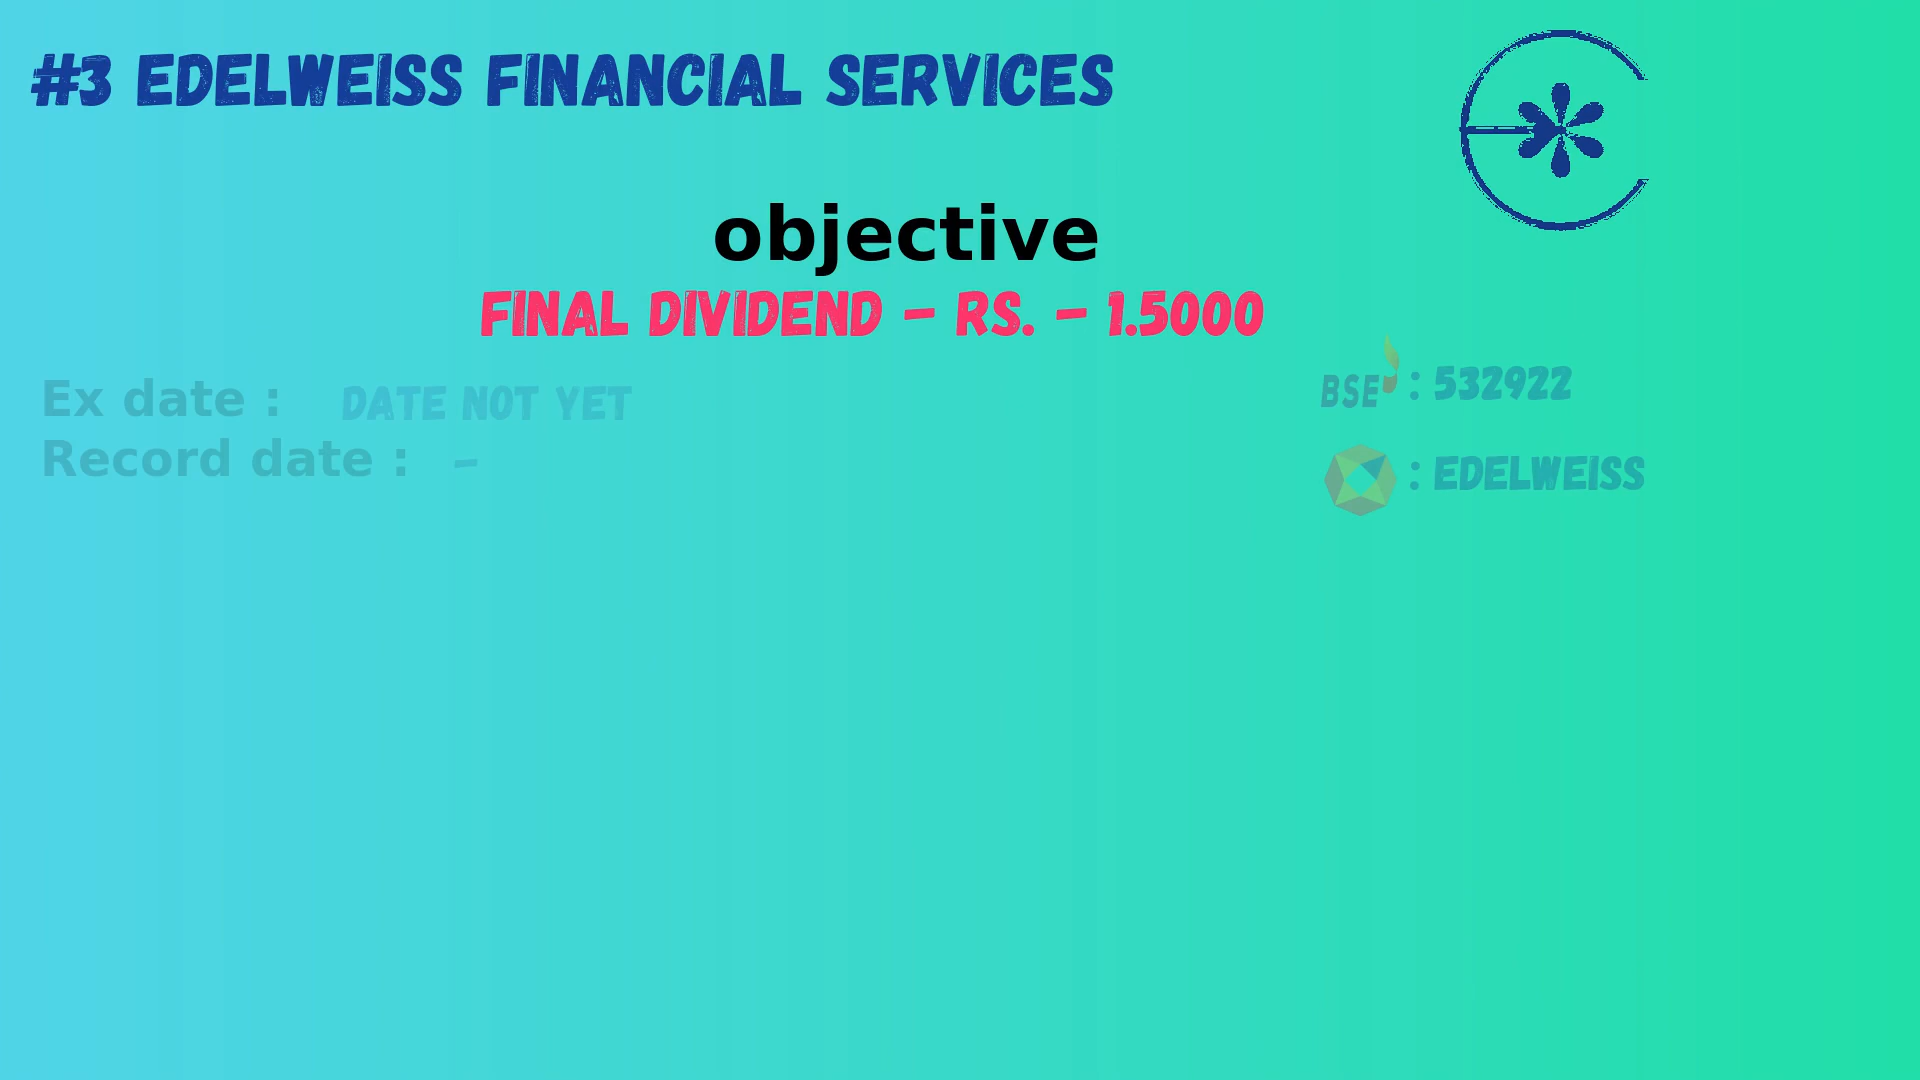 #3 EDELWEISS FINANCIAL SERVICES
objective
FINAL DIVIDEND - RS. - 1.5000
Ex date : DATE NOT YET
Record date : -
BSE : 532922
: EDELWEISS